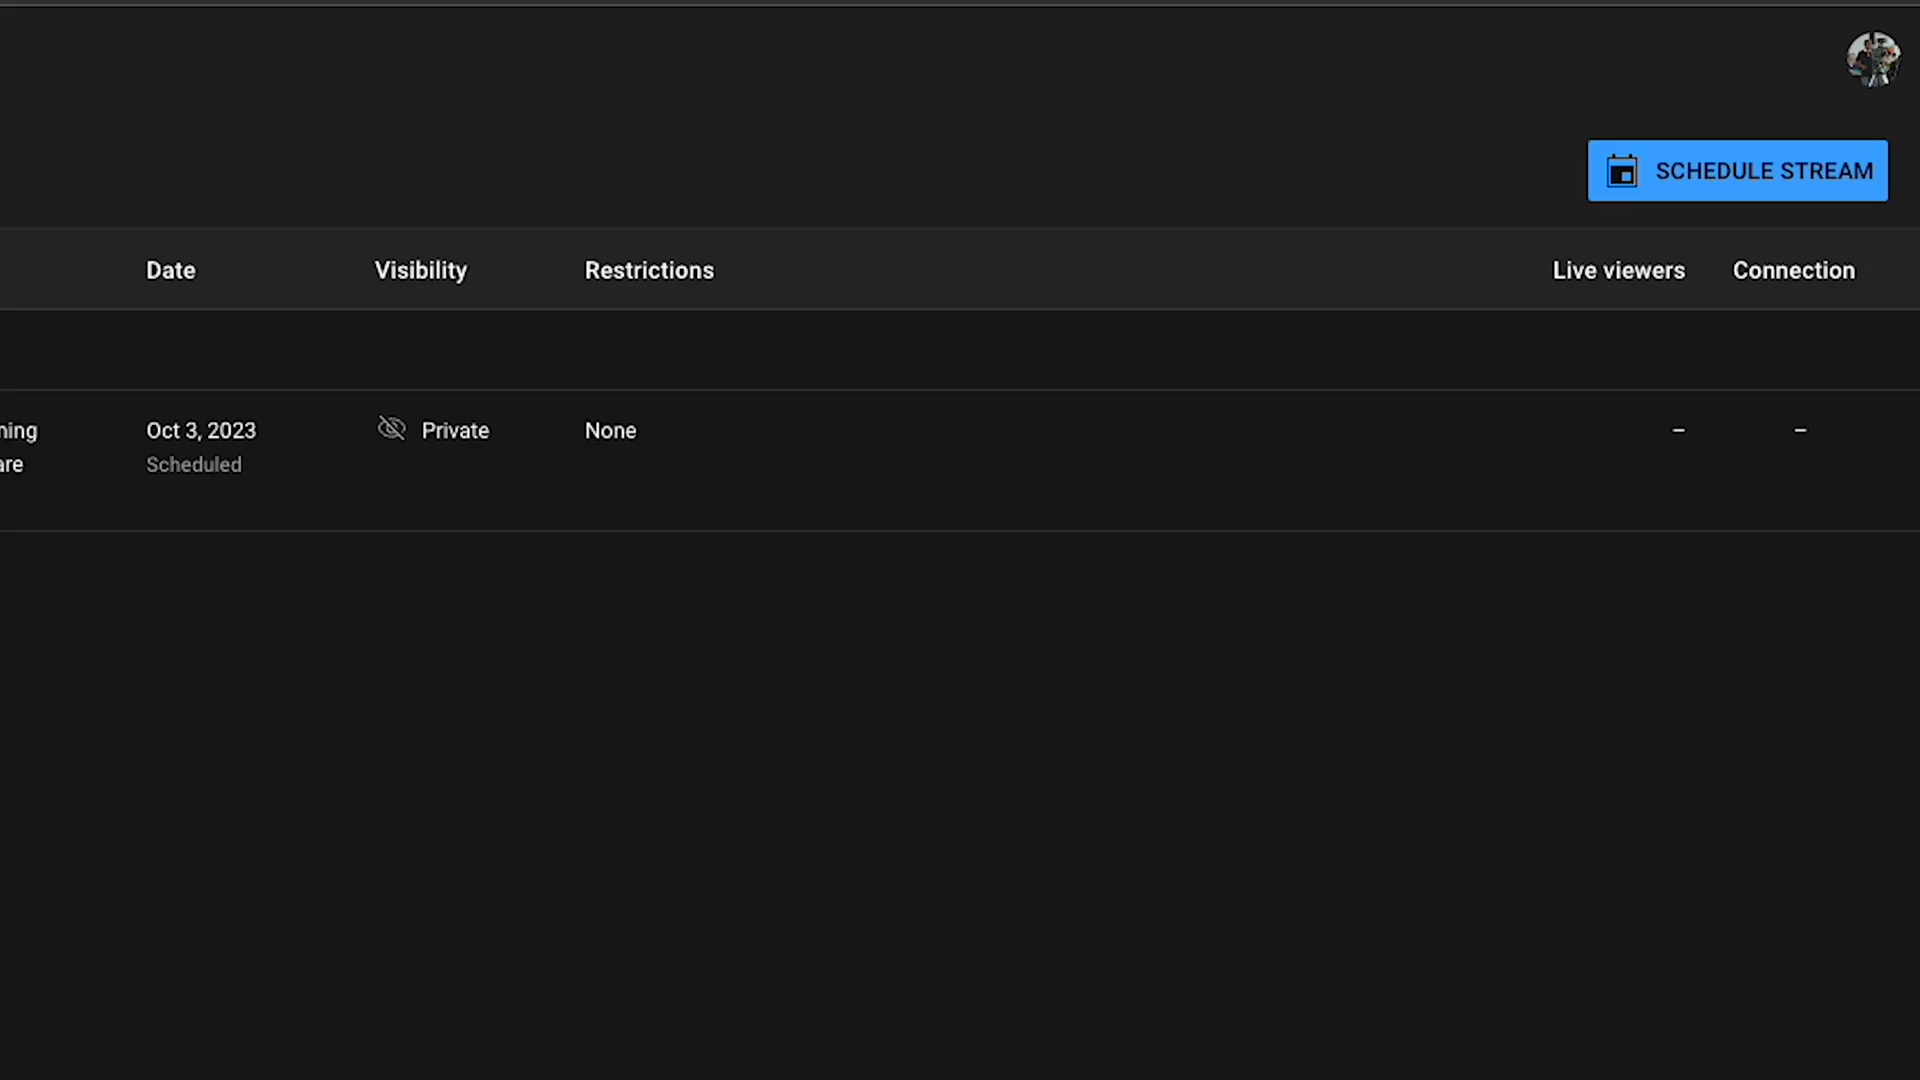 SCHEDULE STREAM
Date Visibility Restrictions Live viewers Connection
Oct 3, 2023 Private None – –
Scheduled